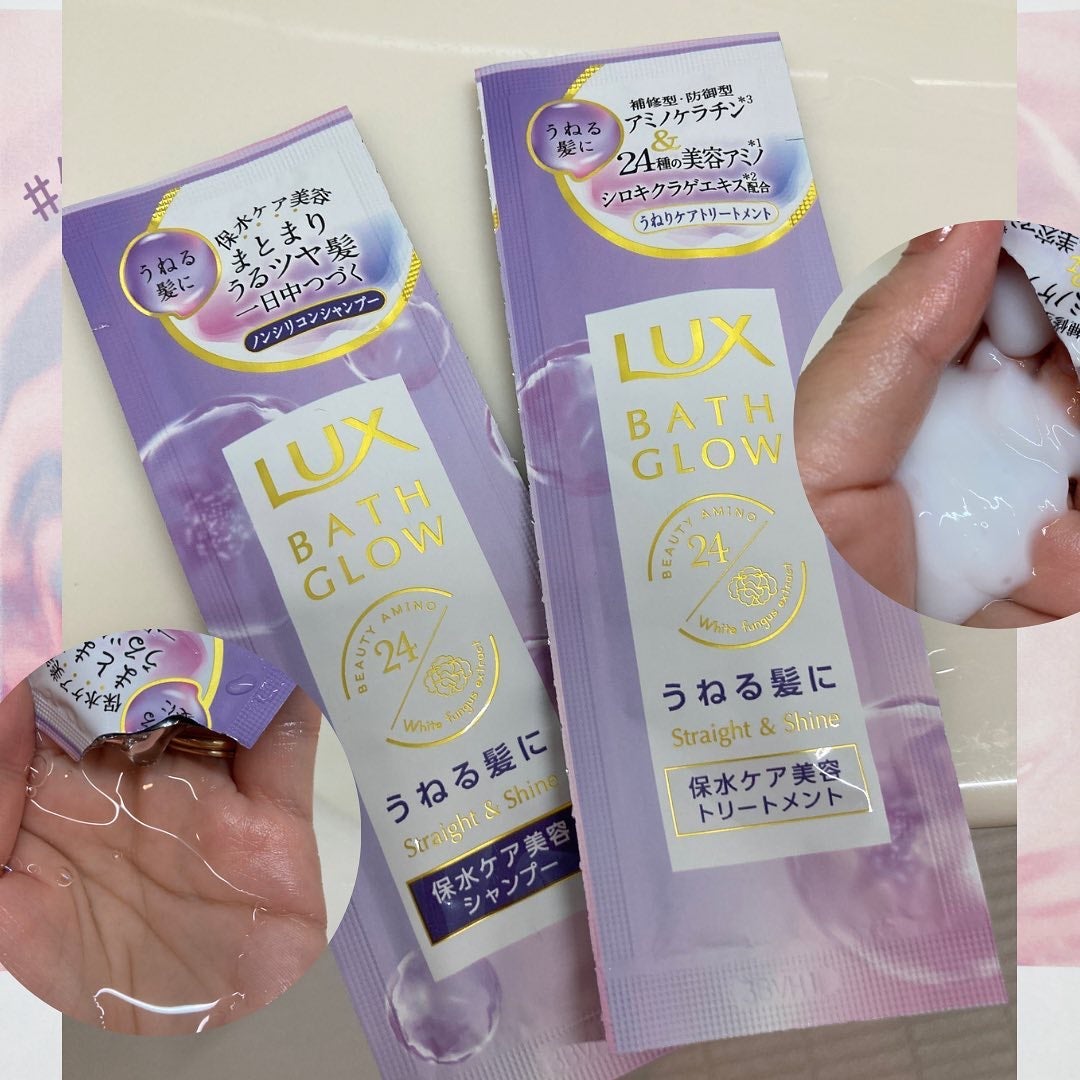 うねる
髪に
保水ケア美容
まとまり
うるツヤ髪
一日中つづく
ノンシリコンシャンプー
LUX
BATH
GLOW
BEAUTY AMINO
24
White fungus extract
うねる髪に
Straight & Shine
保水ケア美容
シャンプー
うねる
髪に
補修型・防御型
アミノケラチン*3
&
24種の美容アミノ*1
シロキクラゲエキス*2配合
うねりケアトリートメント
LUX
BATH
GLOW
BEAUTY AMINO
24
White fungus extract
うねる髪に
Straight & Shine
保水ケア美容
トリートメント
#